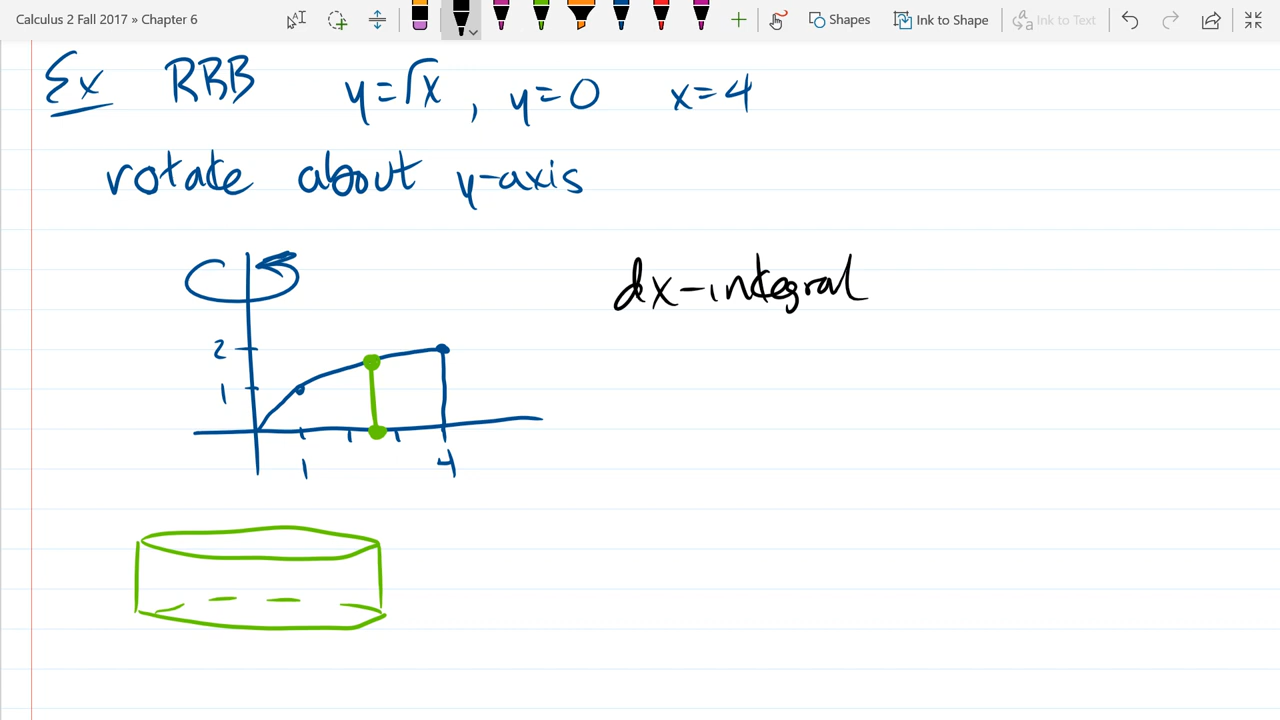 Calculus 2 Fall 2017 » Chapter 6
Shapes
Ink to Shape
Ink to Text
Ex RBB y=√x, y=0 x=4
rotate about y-axis
dx-integral
2
1
1
4